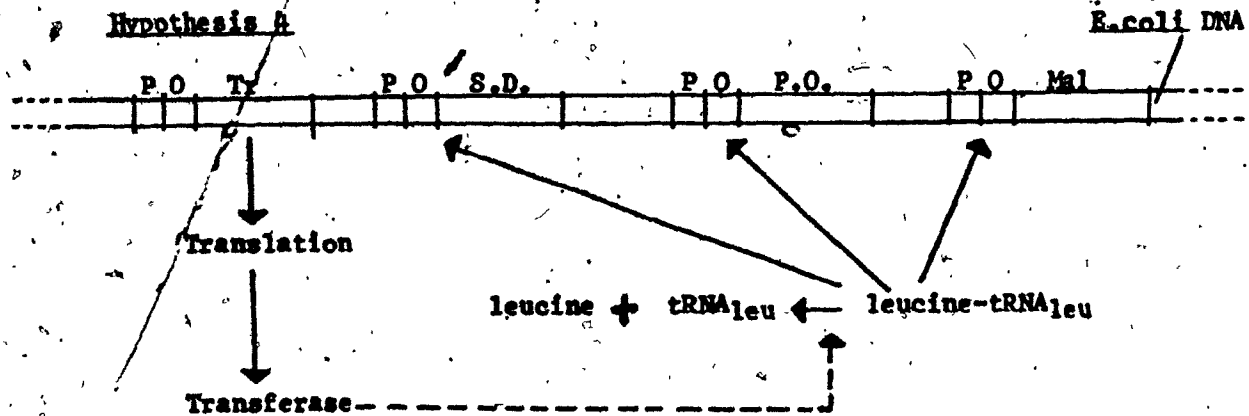 Hypothesis A
E.coli DNA
P O Tr P O S.D. P O P.O. P O Mal
Translation
leucine + tRNAleu leucine-tRNAleu
Transferase